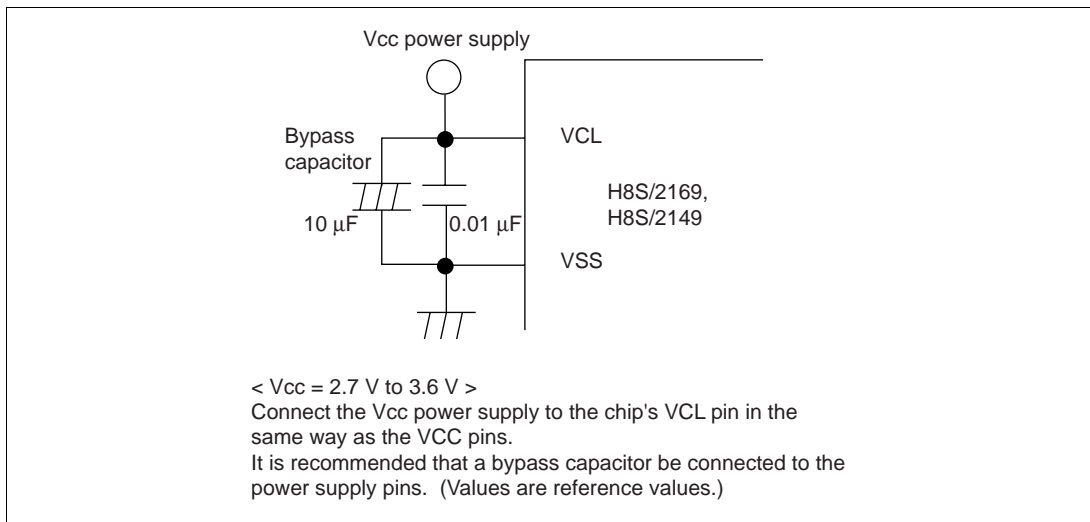 Vcc power supply
Bypass
capacitor
VCL
H8S/2169,
H8S/2149
10 μF
0.01 μF
VSS
< Vcc = 2.7 V to 3.6 V >
Connect the Vcc power supply to the chip's VCL pin in the
same way as the VCC pins.
It is recommended that a bypass capacitor be connected to the
power supply pins.  (Values are reference values.)